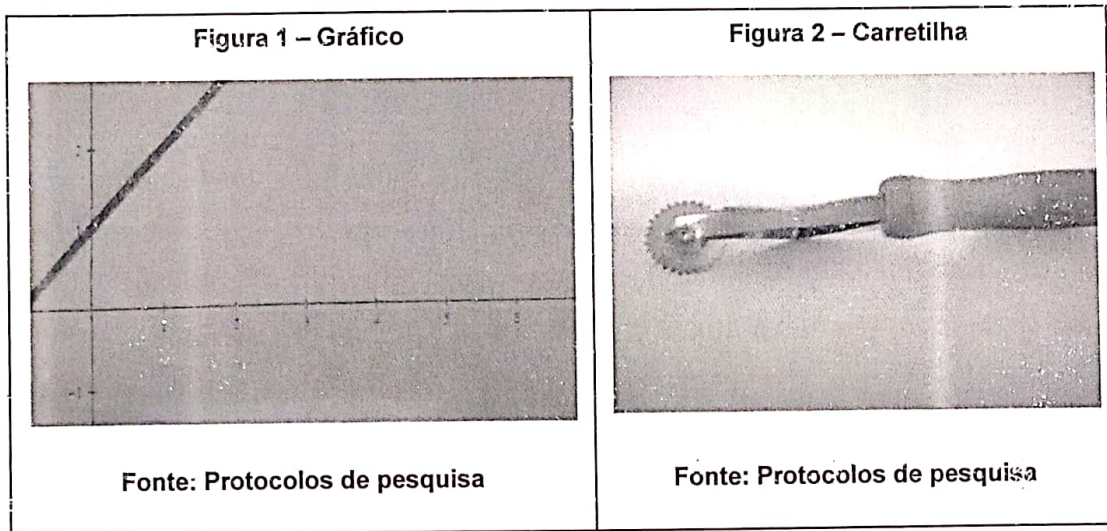 Figura 1 – Gráfico
Fonte: Protocolos de pesquisa
Figura 2 – Carretilha
Fonte: Protocolos de pesquisa